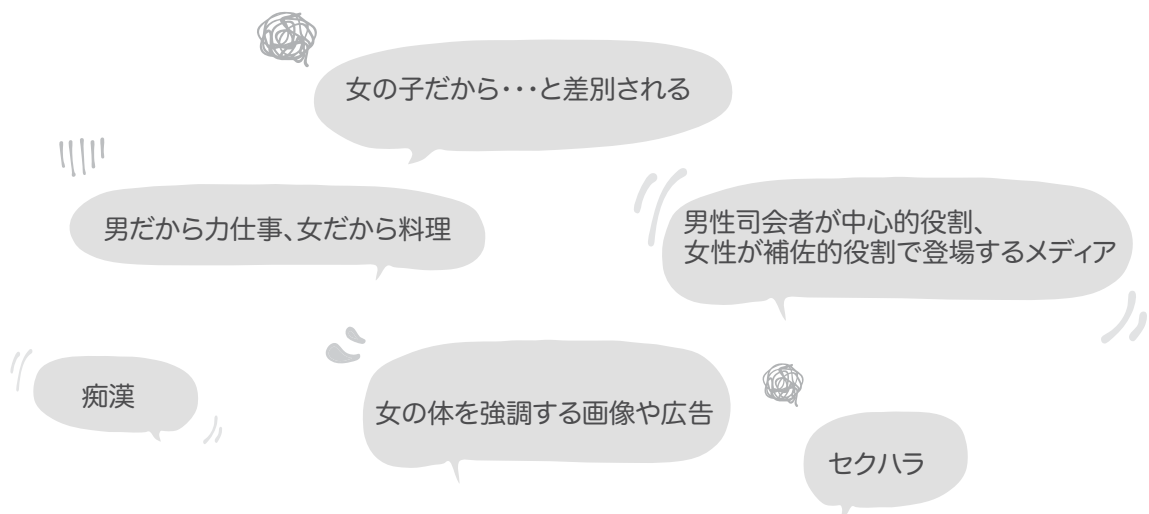 女の子だから・・・と差別される
男だから力仕事、女だから料理
男性司会者が中心的役割、
女性が補佐的役割で登場するメディア
痴漢
女の体を強調する画像や広告
セクハラ